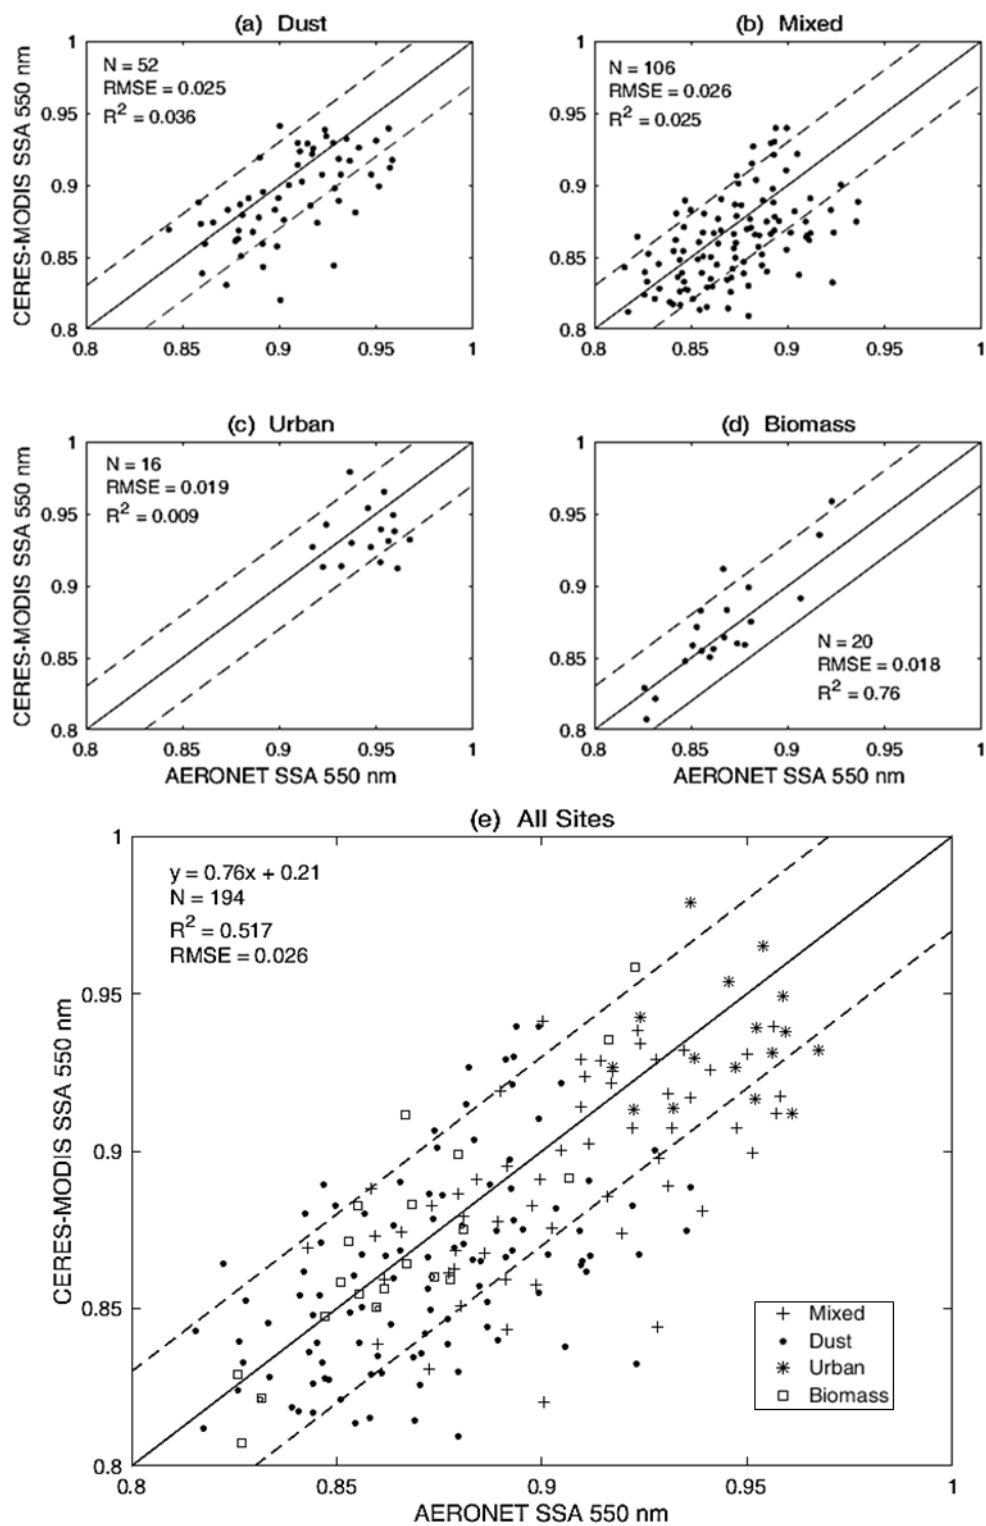 (a) Dust
N = 52
RMSE = 0.025
R² = 0.036
CERES-MODIS SSA 550 nm
1
0.95
0.9
0.85
0.8
0.8 0.85 0.9 0.95 1
(b) Mixed
N = 106
RMSE = 0.026
R² = 0.025
1
0.95
0.9
0.85
0.8
0.8 0.85 0.9 0.95 1
(c) Urban
N = 16
RMSE = 0.019
R² = 0.009
CERES-MODIS SSA 550 nm
1
0.95
0.9
0.85
0.8
0.8 0.85 0.9 0.95 1
AERONET SSA 550 nm
(d) Biomass
N = 20
RMSE = 0.018
R² = 0.76
1
0.95
0.9
0.85
0.8
0.8 0.85 0.9 0.95 1
AERONET SSA 550 nm
(e) All Sites
y = 0.76x + 0.21
N = 194
R² = 0.517
RMSE = 0.026
CERES-MODIS SSA 550 nm
1
0.95
0.9
0.85
0.8
Mixed
Dust
Urban
Biomass
0.8 0.85 0.9 0.95 1
AERONET SSA 550 nm